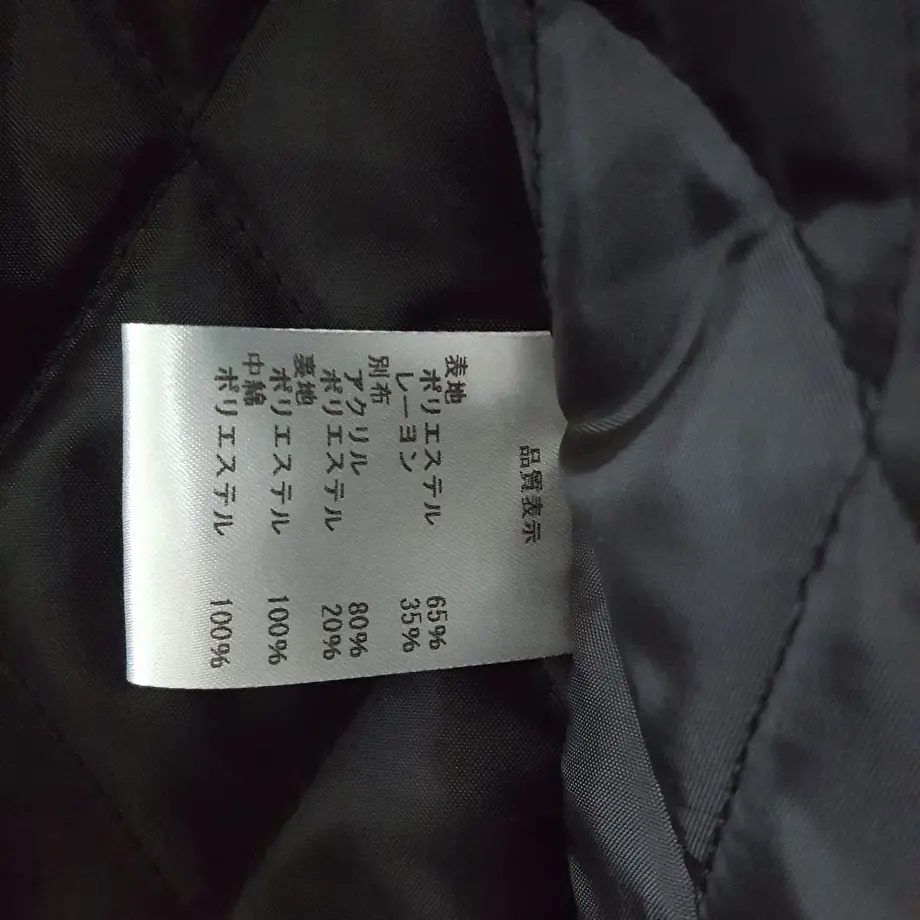 品質表示
表地
ポリエステル 65%
レーヨン 35%
別布
アクリル 80%
ポリエステル 20%
裏地
ポリエステル 100%
中綿
ポリエステル 100%